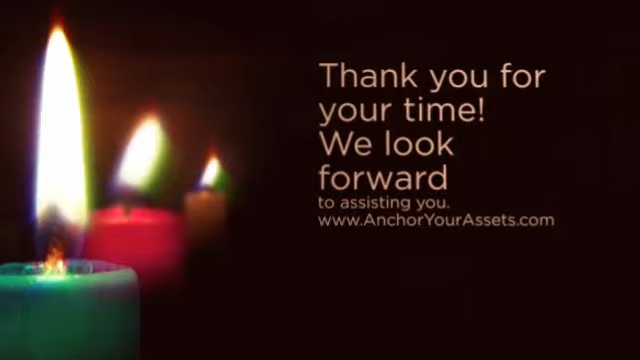 Thank you for
your time!
We look
forward
to assisting you.
www.AnchorYourAssets.com